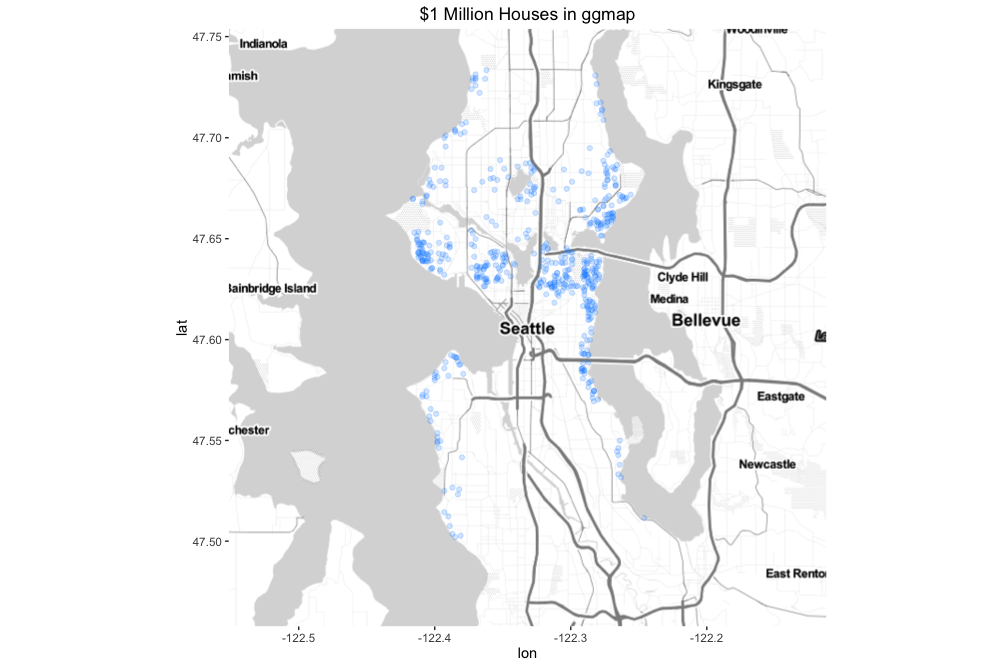 $1 Million Houses in ggmap
47.75
Indianola
Woodinville
amish
Kingsgate
47.70
47.65
Clyde Hill
Bainbridge Island
Medina
Bellevue
Seattle
47.60
lat
Eastgate
chester
47.55
Newcastle
47.50
East Rento
-122.5
-122.4
-122.3
-122.2
lon